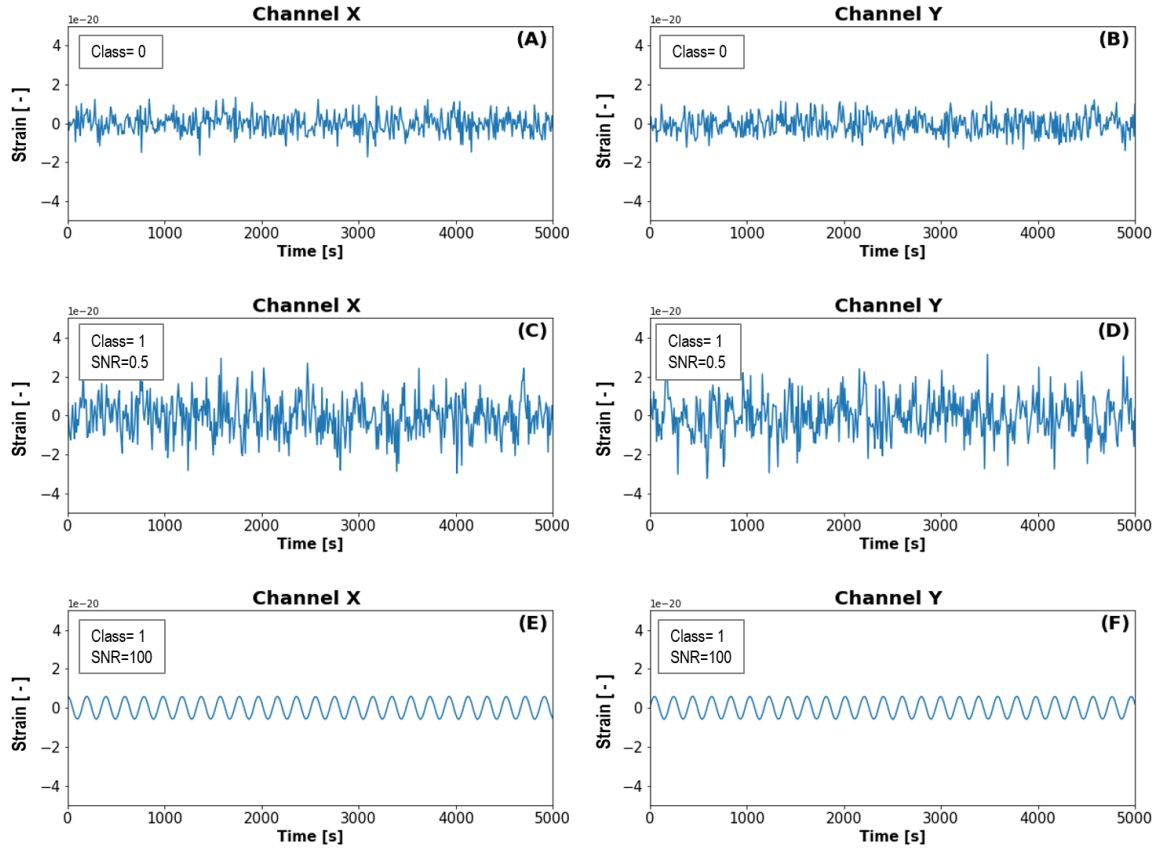 Channel X
1e−20
(A)
Class= 0
Strain [ - ]
4
2
0
−2
−4
0 1000 2000 3000 4000 5000
Time [s]
Channel Y
1e−20
(B)
Class= 0
Strain [ - ]
4
2
0
−2
−4
0 1000 2000 3000 4000 5000
Time [s]
Channel X
1e−20
(C)
Class= 1
SNR=0.5
Strain [ - ]
4
2
0
−2
−4
0 1000 2000 3000 4000 5000
Time [s]
Channel Y
1e−20
(D)
Class= 1
SNR=0.5
Strain [ - ]
4
2
0
−2
−4
0 1000 2000 3000 4000 5000
Time [s]
Channel X
1e−20
(E)
Class= 1
SNR=100
Strain [ - ]
4
2
0
−2
−4
0 1000 2000 3000 4000 5000
Time [s]
Channel Y
1e−20
(F)
Class= 1
SNR=100
Strain [ - ]
4
2
0
−2
−4
0 1000 2000 3000 4000 5000
Time [s]